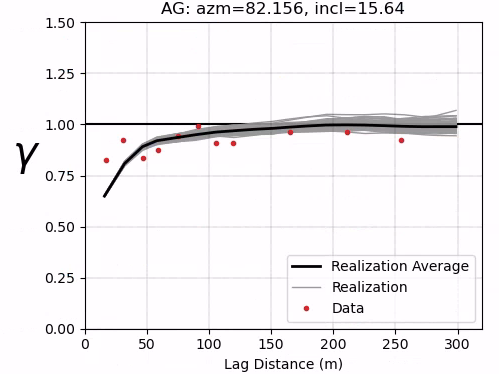 AG: azm=82.156, incl=15.64
1.50
1.25
1.00
0.75
0.50
0.25
0.00
γ
0 50 100 150 200 250 300
Lag Distance (m)
Realization Average
Realization
Data